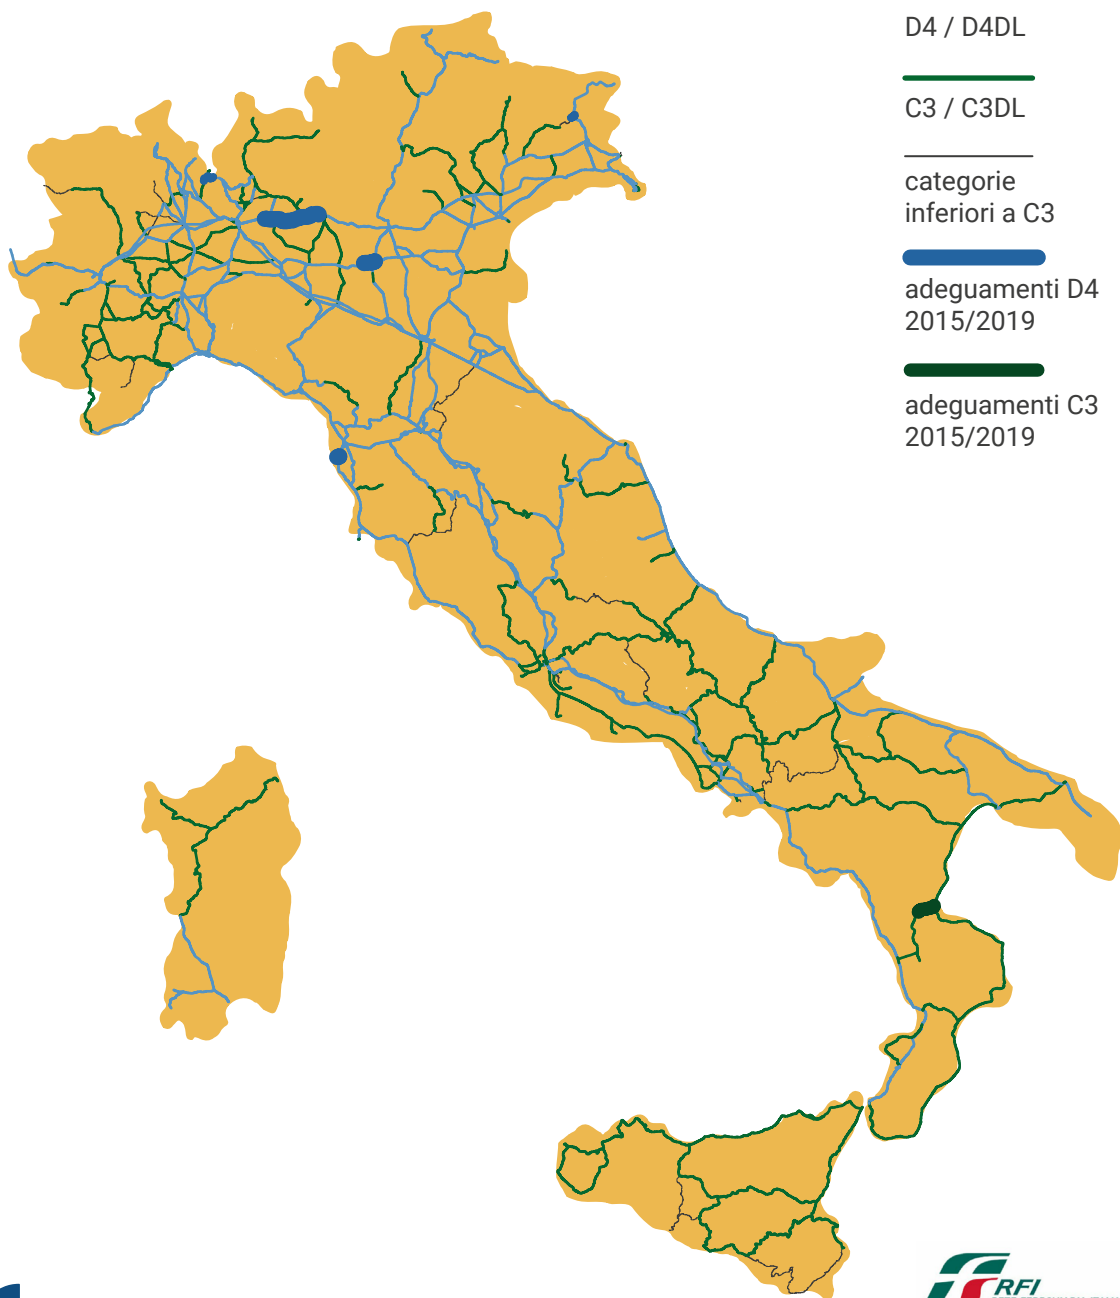 D4 / D4DL
C3 / C3DL
categorie
inferiori a C3
adeguamenti D4
2015/2019
adeguamenti C3
2015/2019
RFI